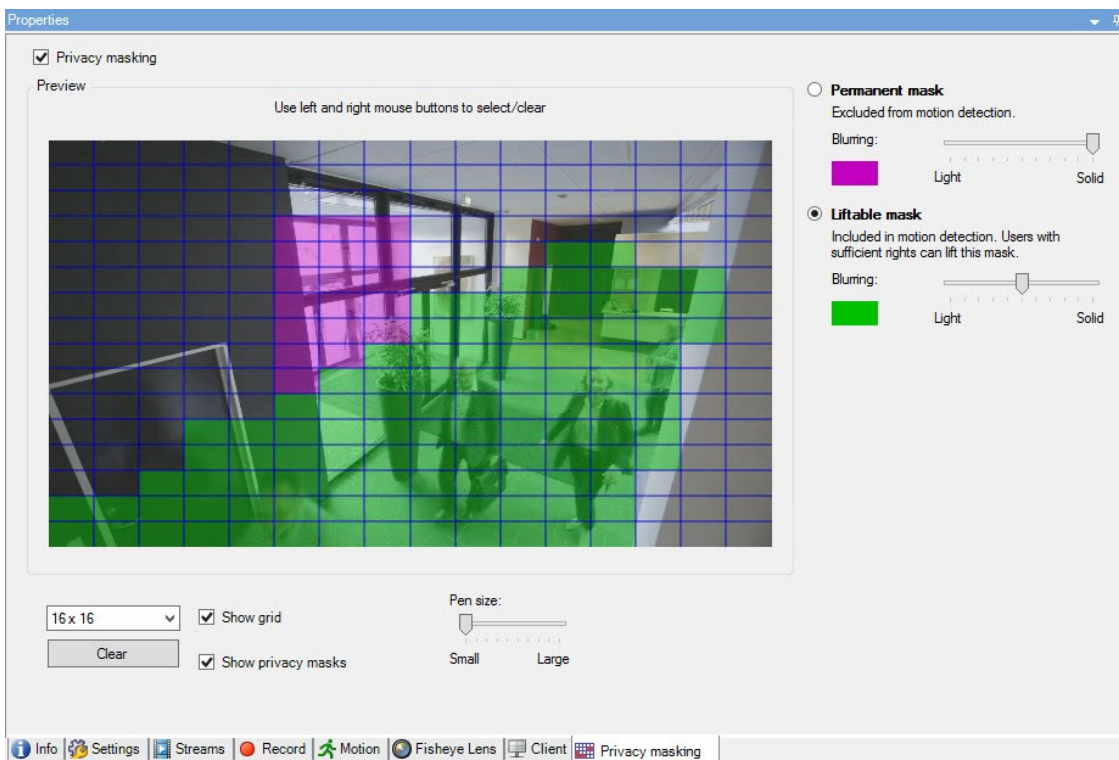 Properties
Privacy masking
Preview
Use left and right mouse buttons to select/clear
Permanent mask
Excluded from motion detection.
Blurring:
Light Solid
Liftable mask
Included in motion detection. Users with
sufficient rights can lift this mask.
Blurring:
Light Solid
16 x 16
Show grid
Pen size:
Clear
Show privacy masks
Small Large
Info Settings Streams Record Motion Fisheye Lens Client Privacy masking